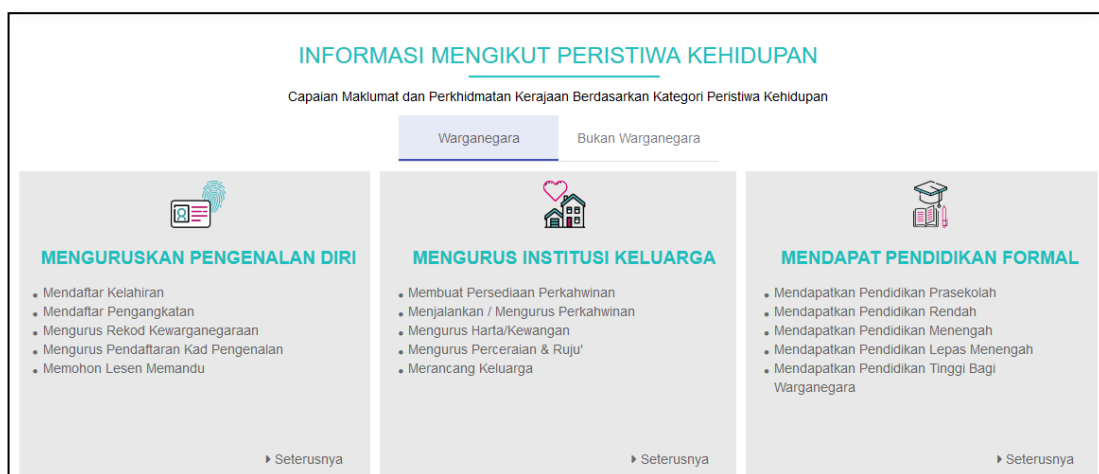 INFORMASI MENGIKUT PERISTIWA KEHIDUPAN
Capaian Maklumat dan Perkhidmatan Kerajaan Berdasarkan Kategori Peristiwa Kehidupan
Warganegara
Bukan Warganegara
MENGURUSKAN PENGENALAN DIRI
• Mendaftar Kelahiran
• Mendaftar Pengangkatan
• Mengurus Rekod Kewarganegaraan
• Mengurus Pendaftaran Kad Pengenalan
• Memohon Lesen Memandu
Seterusnya
MENGURUS INSTITUSI KELUARGA
• Membuat Persediaan Perkahwinan
• Menjalankan / Mengurus Perkahwinan
• Mengurus Harta/Kewangan
• Mengurus Perceraian & Ruju'
• Merancang Keluarga
Seterusnya
MENDAPAT PENDIDIKAN FORMAL
• Mendapatkan Pendidikan Prasekolah
• Mendapatkan Pendidikan Rendah
• Mendapatkan Pendidikan Menengah
• Mendapatkan Pendidikan Lepas Menengah
• Mendapatkan Pendidikan Tinggi Bagi
Warganegara
Seterusnya